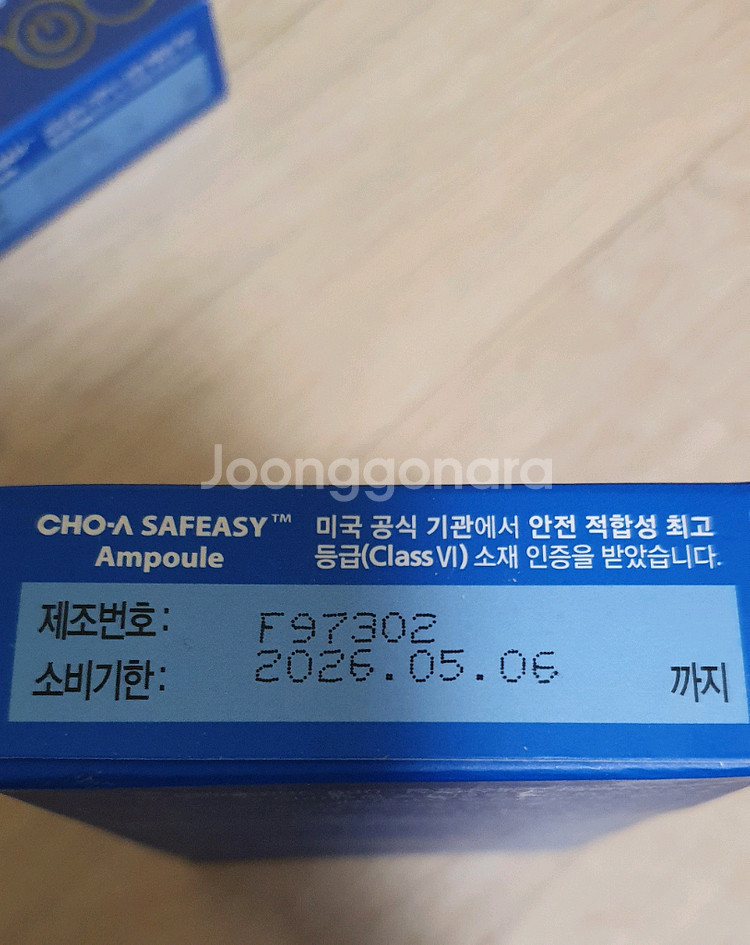 Joonggonara
CHO-A SAFEASY™
Ampoule
미국 공식 기관에서 안전 적합성 최고
등급(Class Ⅵ) 소재 인증을 받았습니다.
제조번호: F97302
소비기한: 2026.05.06 까지